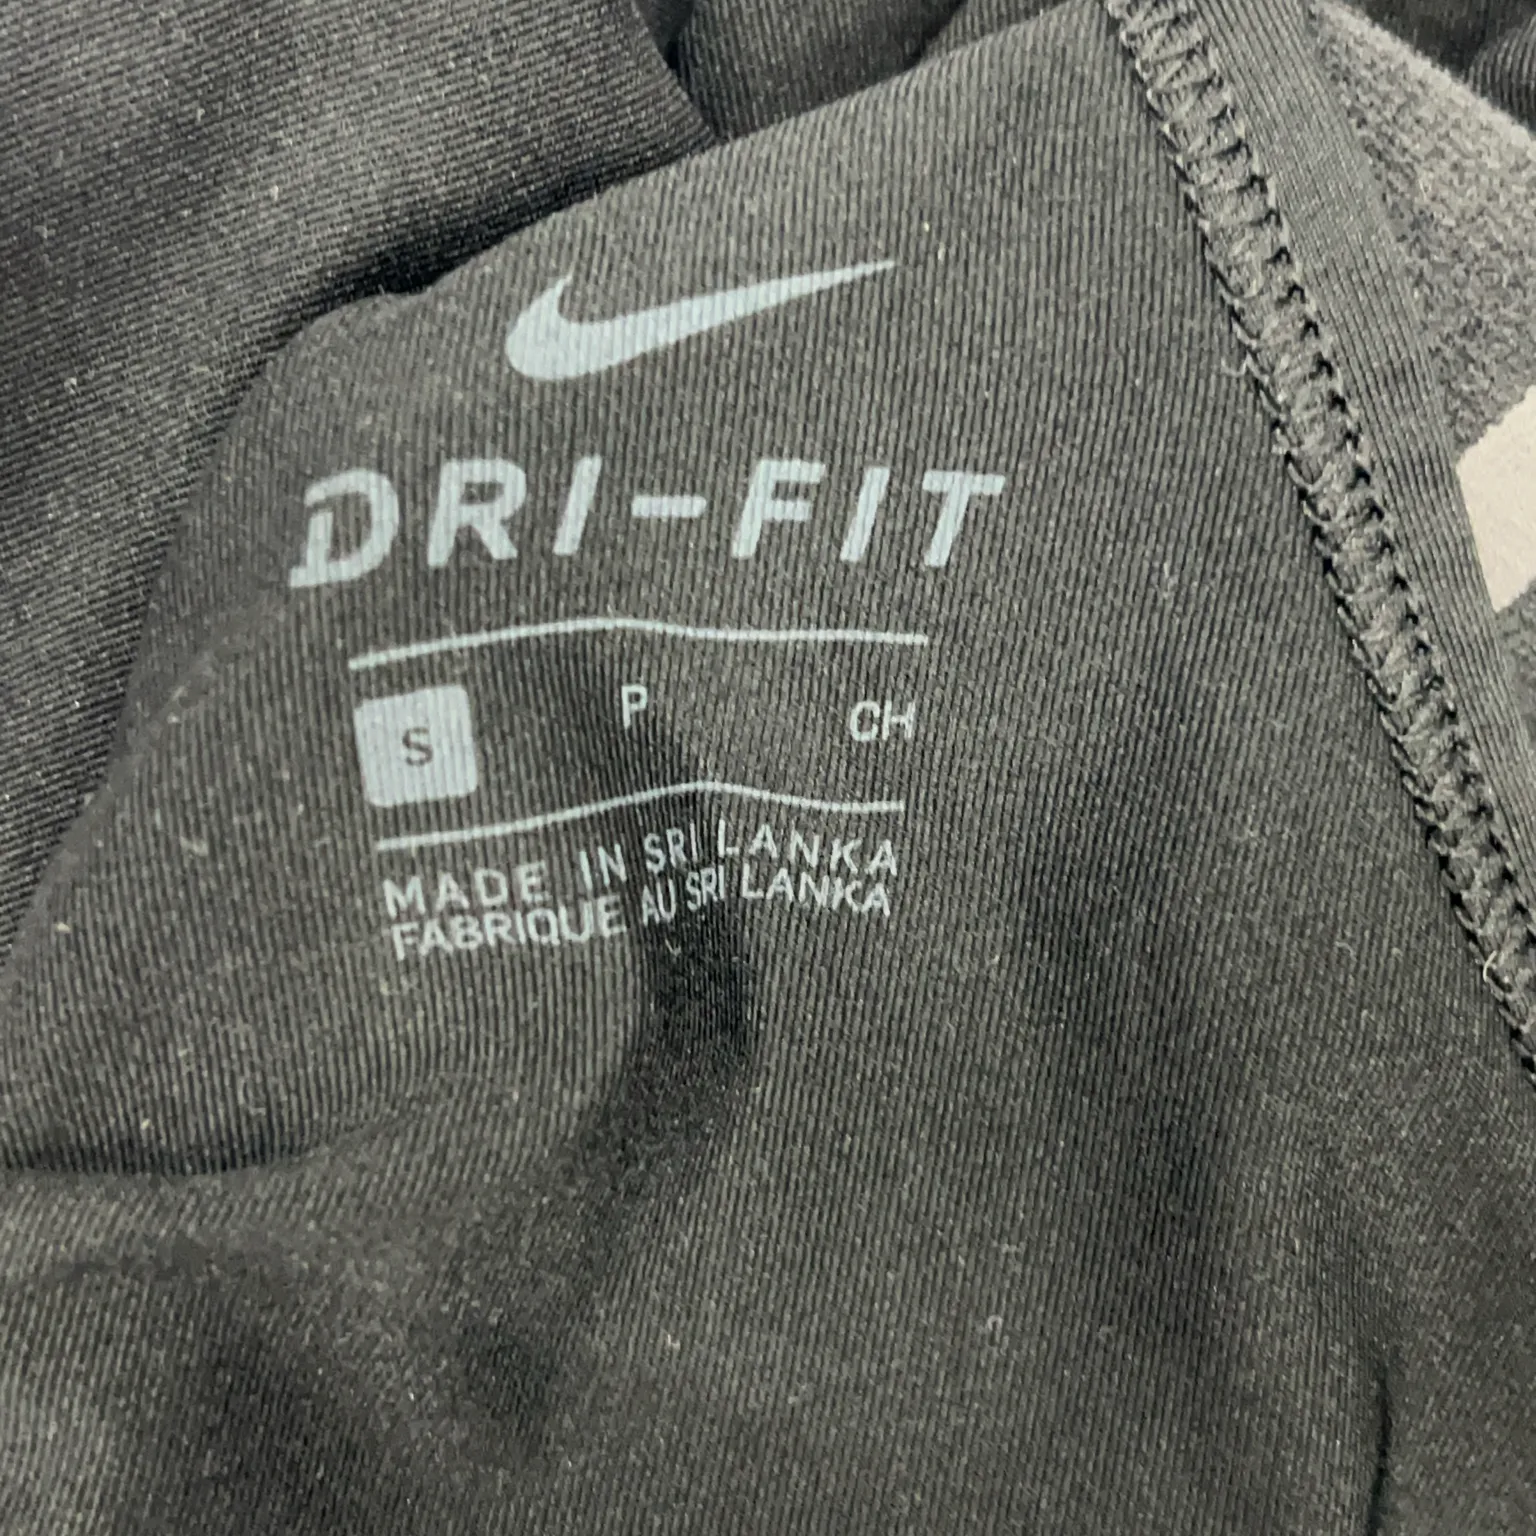 DRI-FIT
S P CH
MADE IN SRI LANKA
FABRIQUE AU SRI LANKA